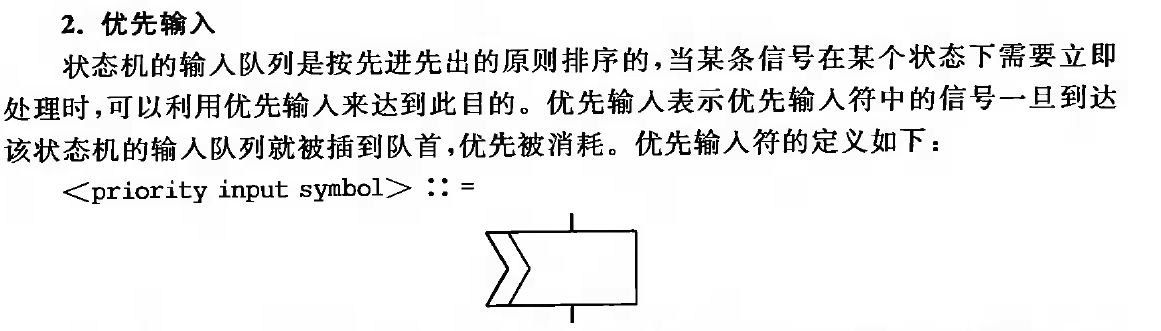 2. 优先输入
状态机的输入队列是按先进先出的原则排序的,当某条信号在某个状态下需要立即
处理时,可以利用优先输入来达到此目的。优先输入表示优先输入符中的信号一旦到达
该状态机的输入队列就被插到队首,优先被消耗。优先输入符的定义如下:
<priority input symbol> ::=